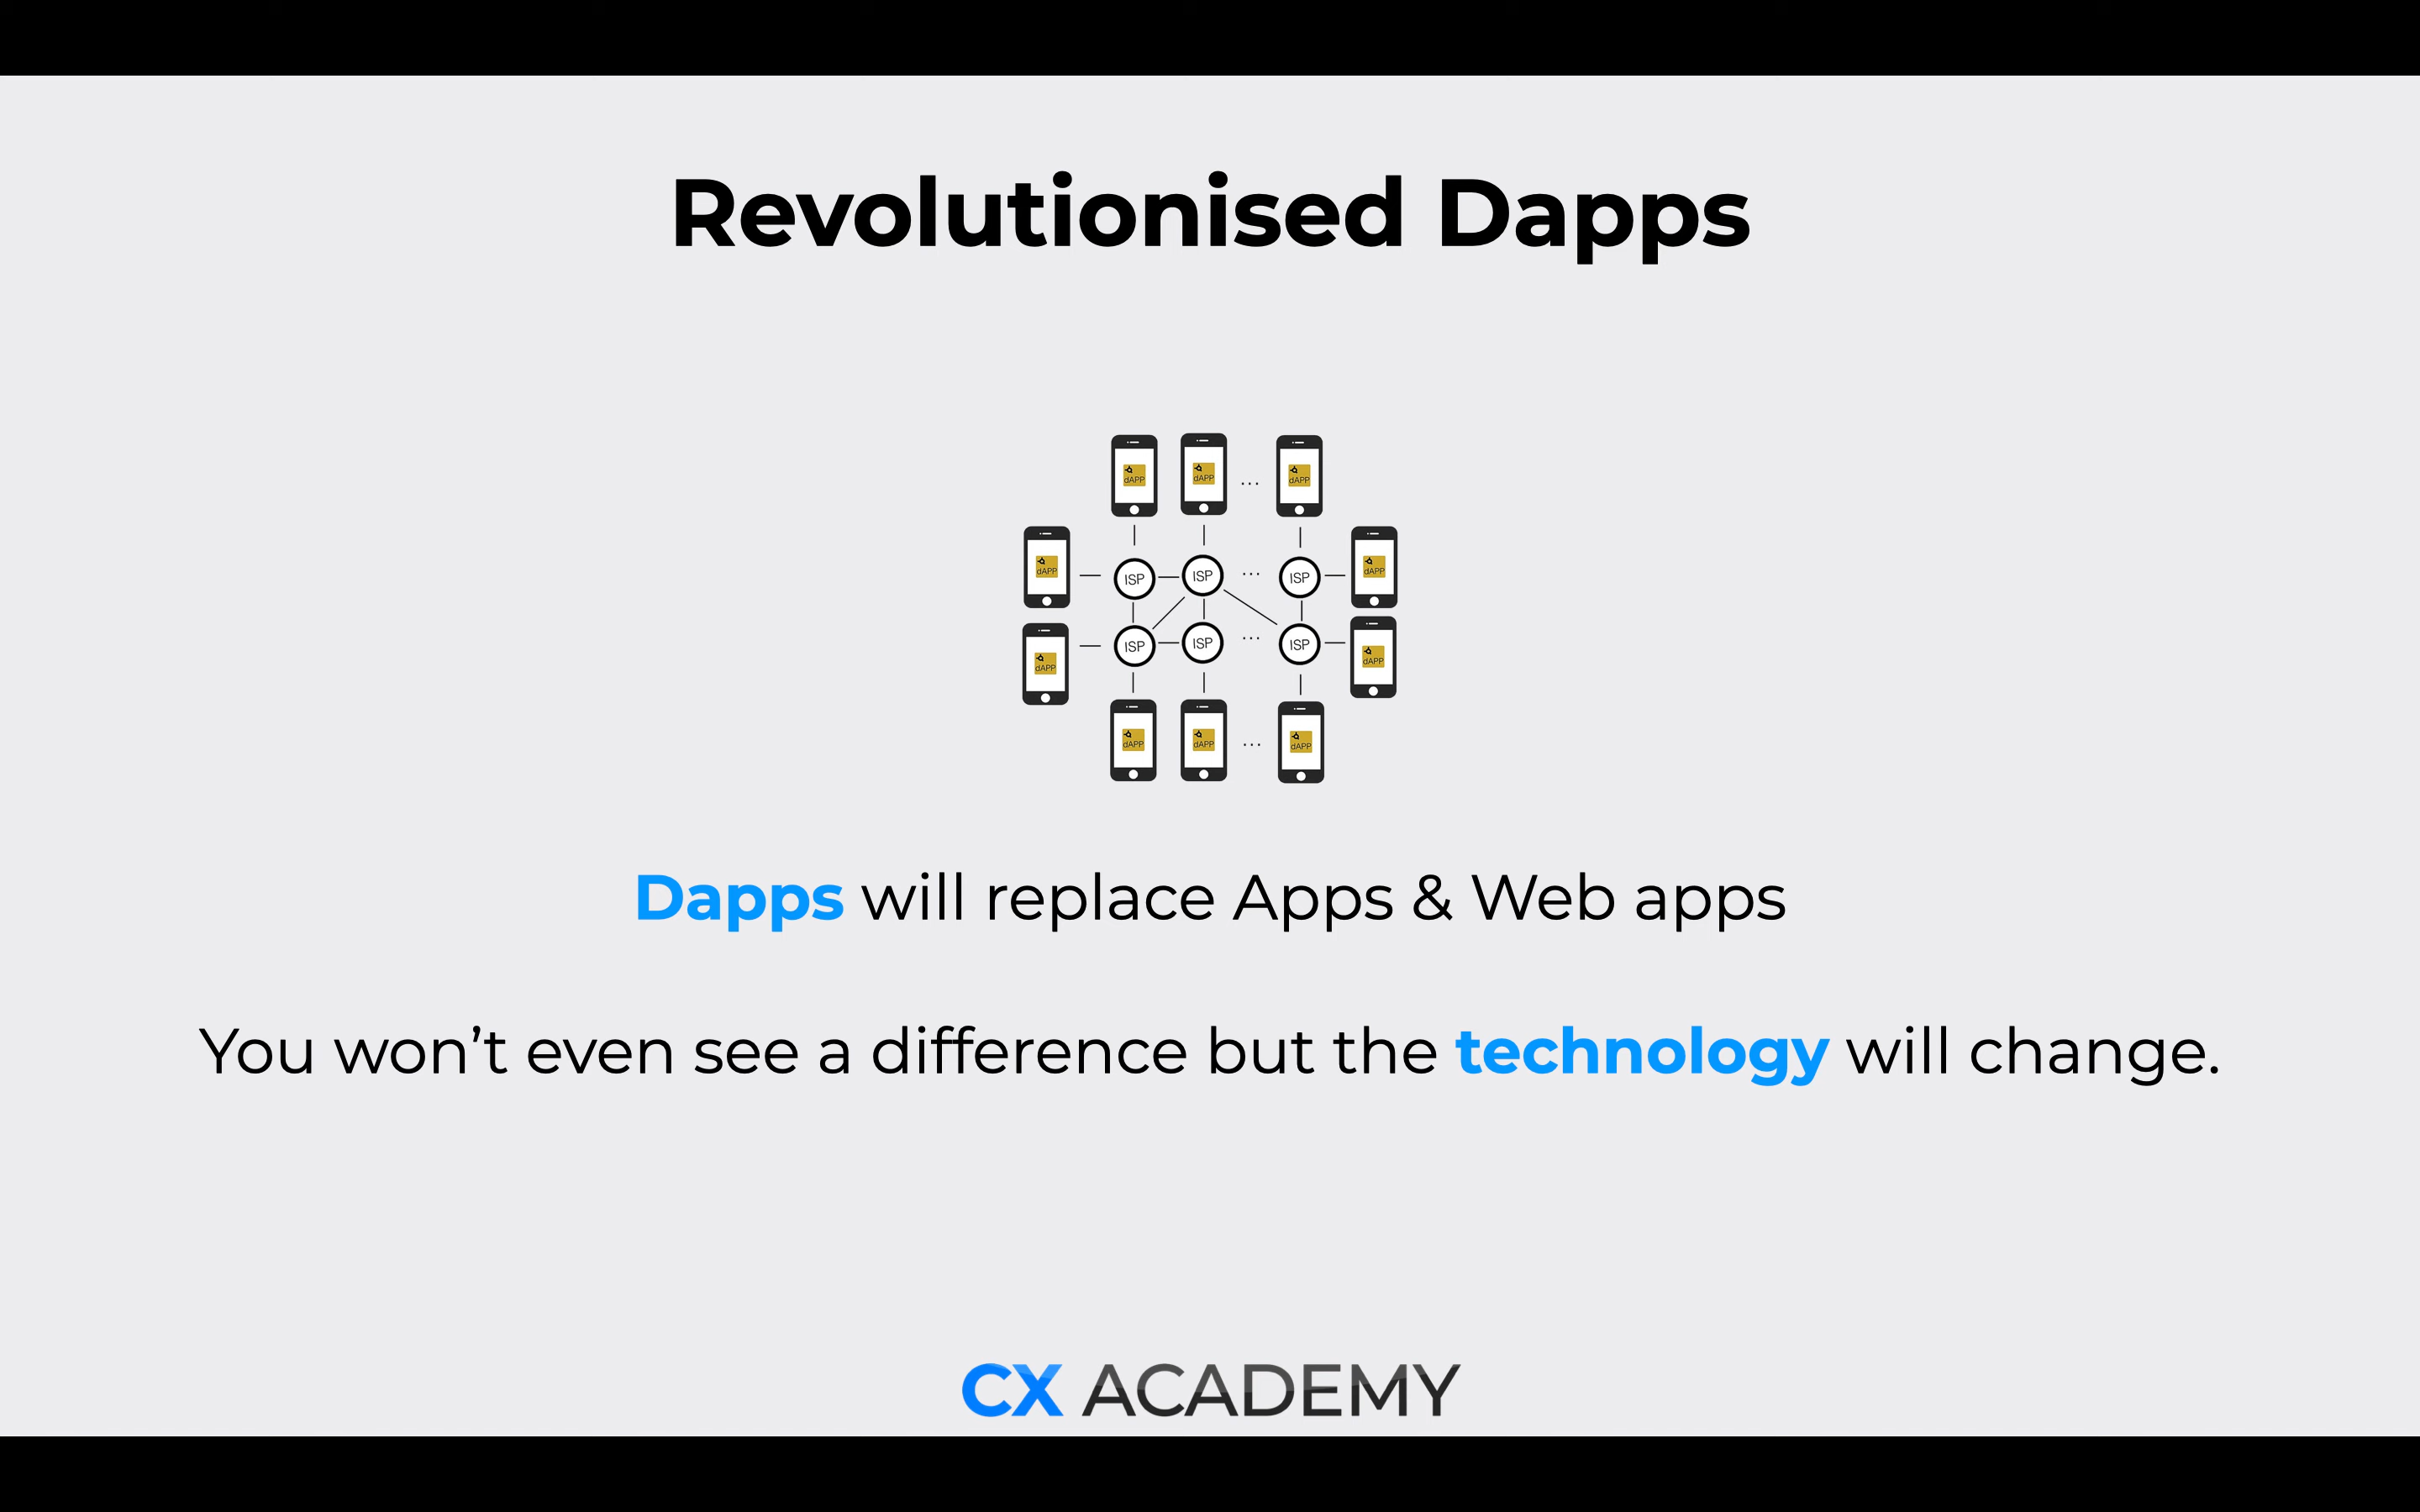 Revolutionised Dapps
dAPP dAPP ... dAPP
dAPP ISP ISP ... ISP dAPP
dAPP ISP ISP ... ISP dAPP
dAPP dAPP ... dAPP
Dapps will replace Apps & Web apps
You won’t even see a difference but the technology will change.
CX ACADEMY